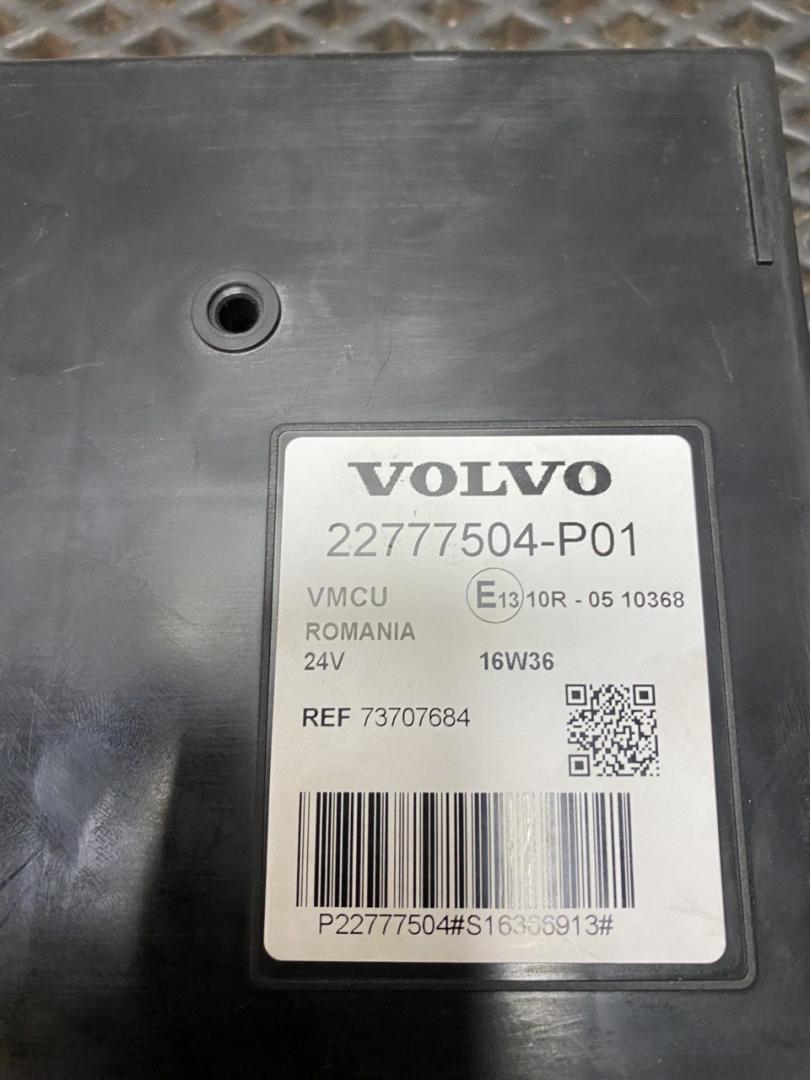 VOLVO
22777504-P01
VMCU E13 10R - 05 10368
ROMANIA
24V 16W36
REF 73707684
P22777504#S16366913#